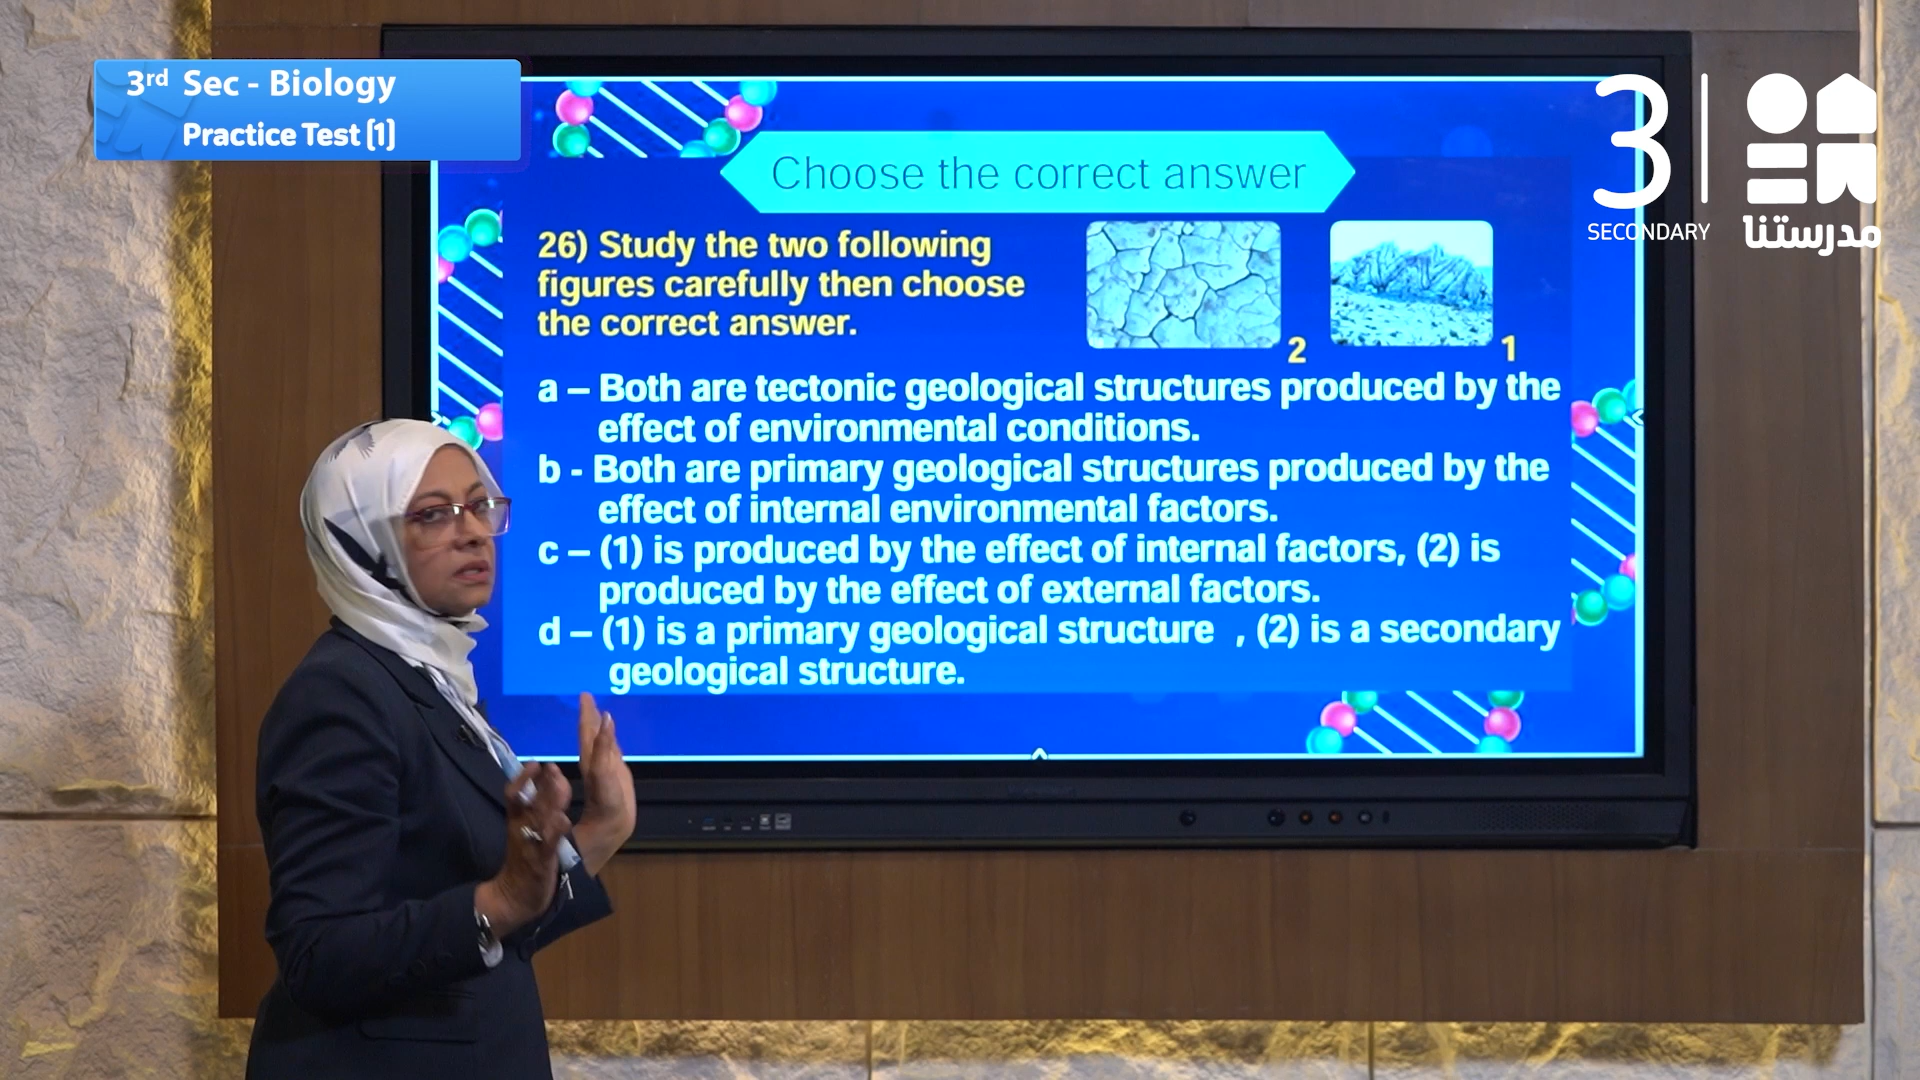 3rd Sec - Biology
Practice Test (1)
3
SECONDARY
مدرستنا
Choose the correct answer
26) Study the two following
figures carefully then choose
the correct answer.
2
1
a – Both are tectonic geological structures produced by the
effect of environmental conditions.
b - Both are primary geological structures produced by the
effect of internal environmental factors.
c – (1) is produced by the effect of internal factors, (2) is
produced by the effect of external factors.
d – (1) is a primary geological structure , (2) is a secondary
geological structure.